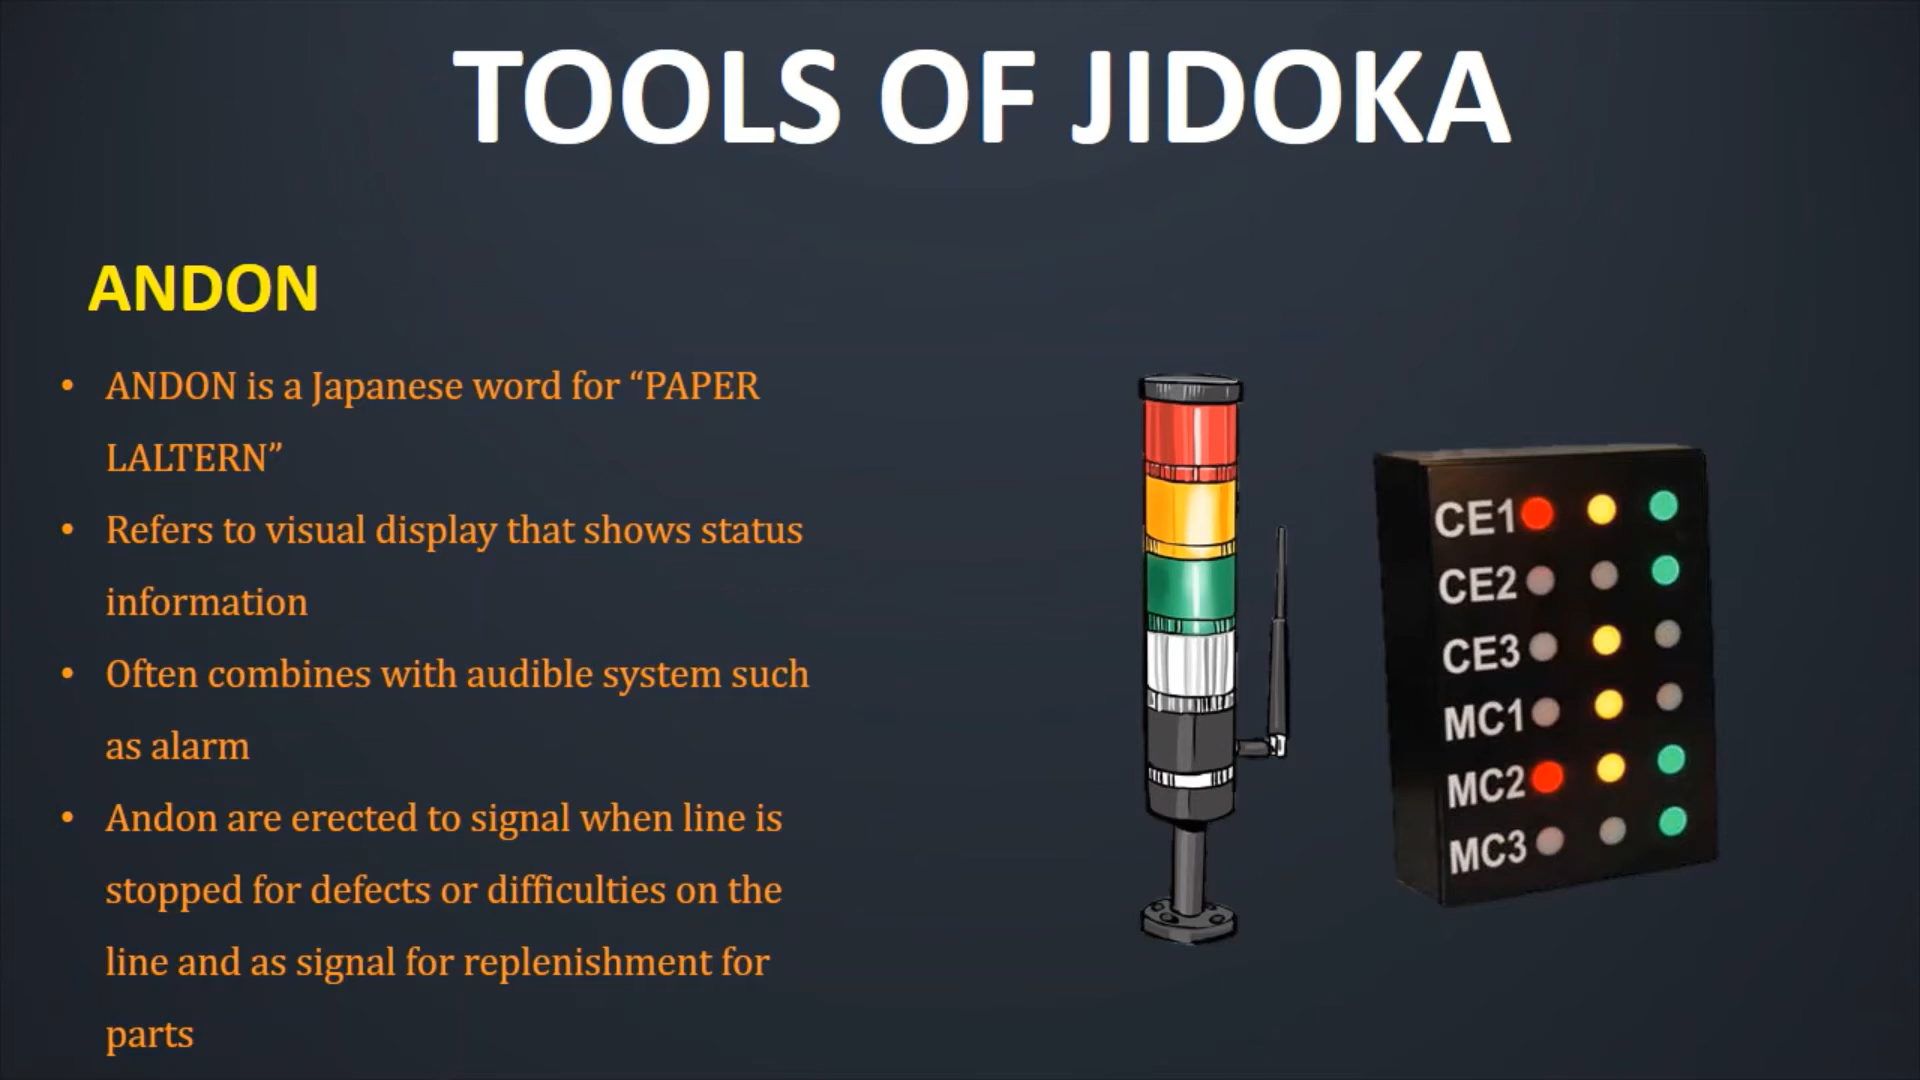 TOOLS OF JIDOKA
ANDON
• ANDON is a Japanese word for “PAPER
LALTERN”
• Refers to visual display that shows status
information
• Often combines with audible system such
as alarm
• Andon are erected to signal when line is
stopped for defects or difficulties on the
line and as signal for replenishment for
parts
CE1
CE2
CE3
MC1
MC2
MC3